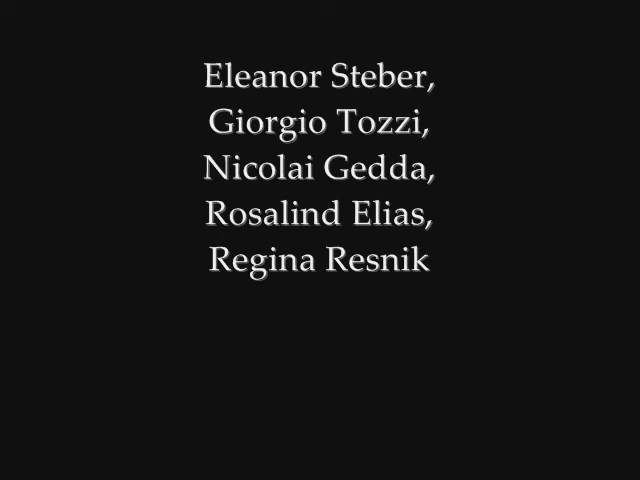 Eleanor Steber,
Giorgio Tozzi,
Nicolai Gedda,
Rosalind Elias,
Regina Resnik